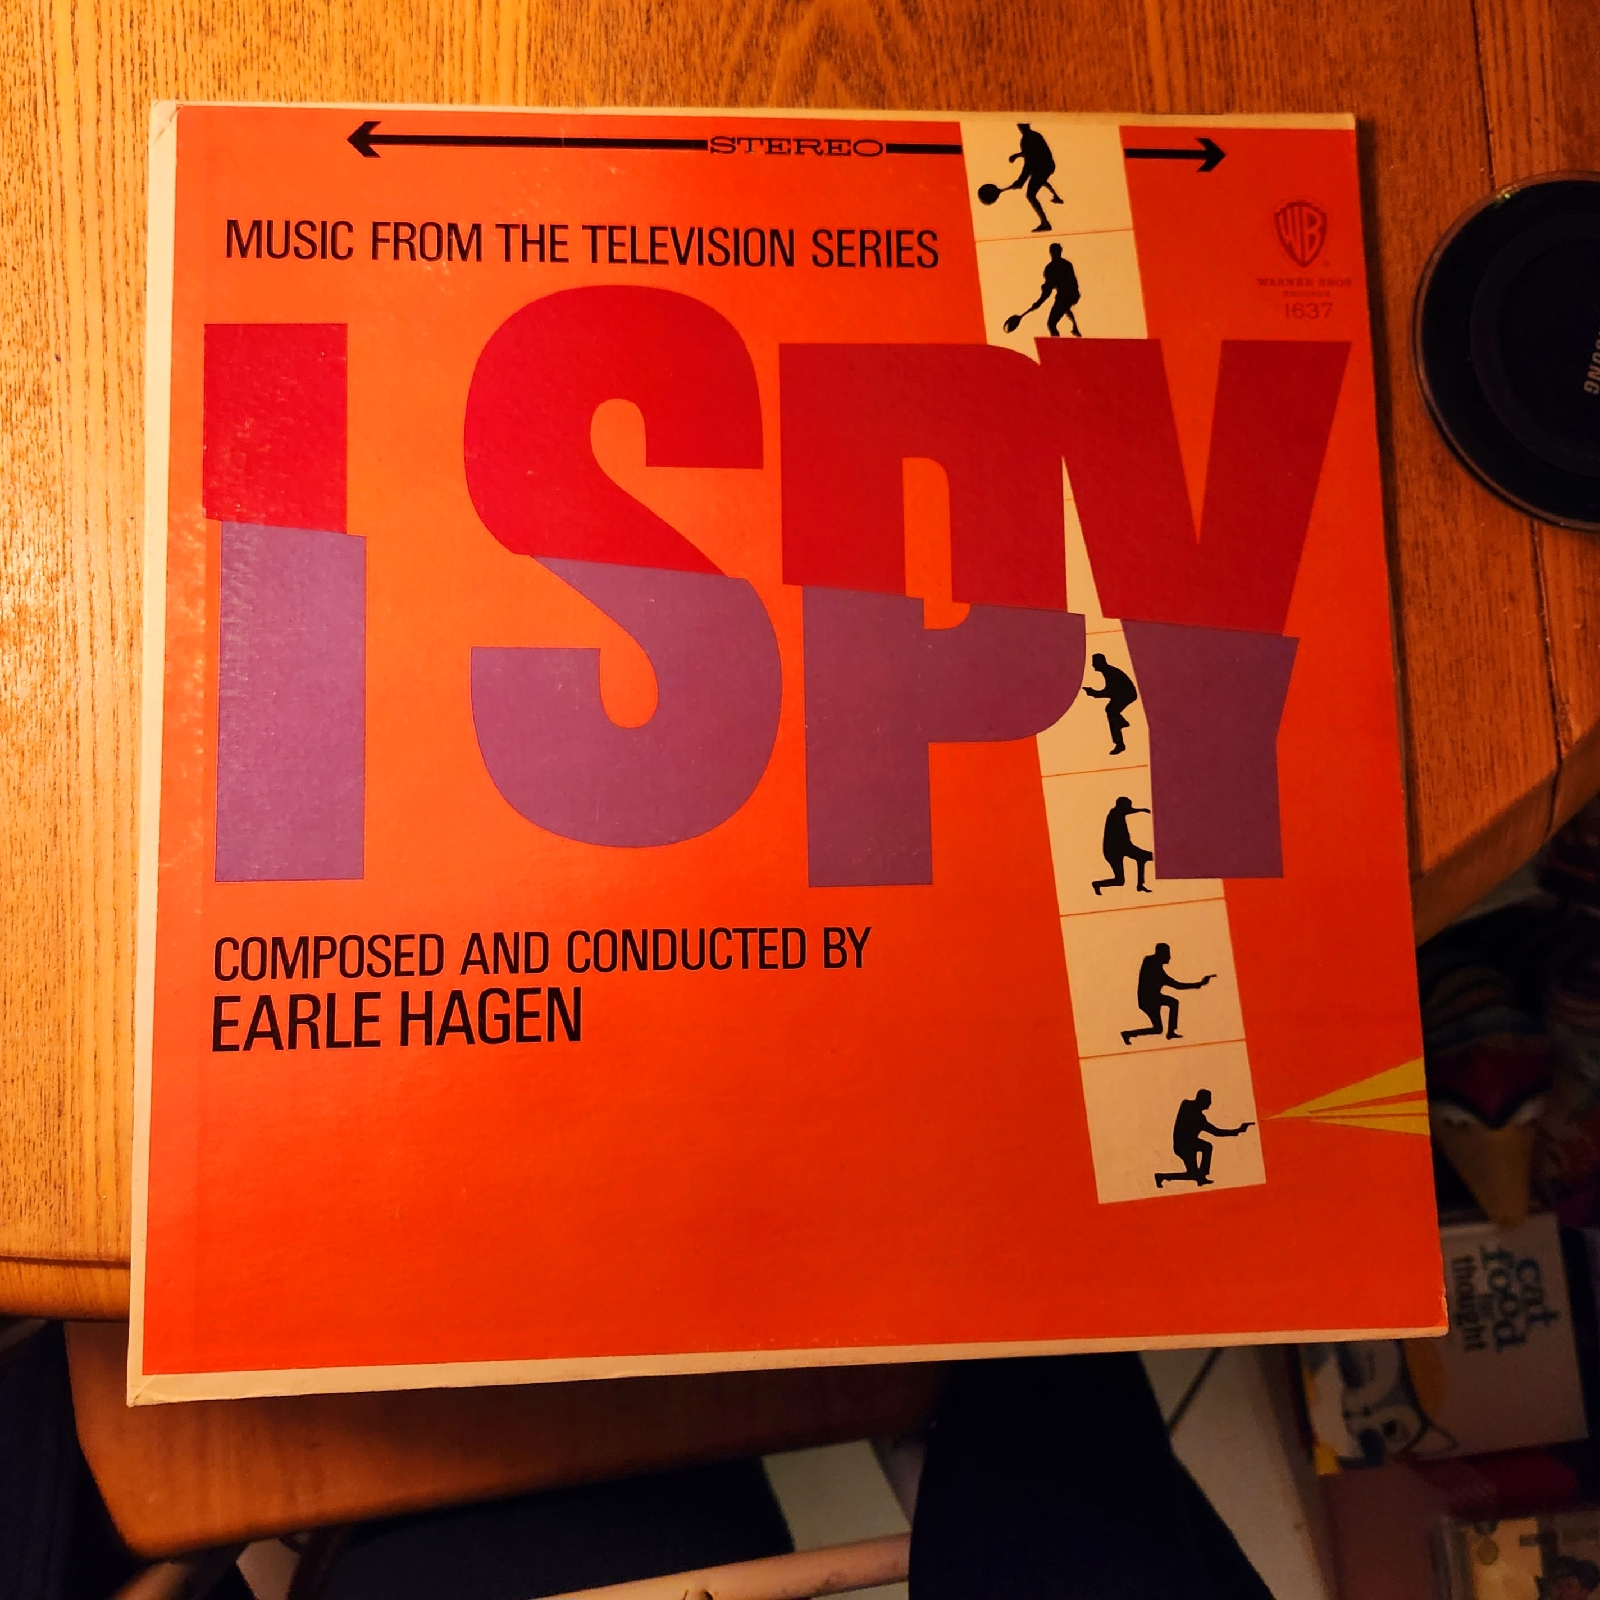 STEREO
MUSIC FROM THE TELEVISION SERIES
WB
WARNER BROS
RECORDS
1637
I SPY
COMPOSED AND CONDUCTED BY
EARLE HAGEN
cat
food
for
thought